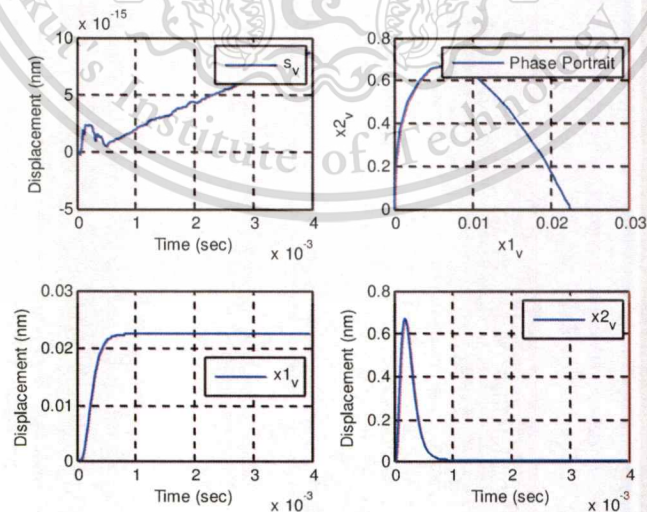 x 10⁻¹⁵
10
5
0
-5
0
1
2
3
4
Displacement (nm)
Time (sec)
x 10⁻³
s_v
0.8
0.6
0.4
0.2
0
0
0.01
0.02
0.03
x2_v
x1_v
Phase Portrait
Institute of Technology
0.03
0.02
0.01
0
0
1
2
3
4
Displacement (nm)
Time (sec)
x 10⁻³
x1_v
0.8
0.6
0.4
0.2
0
0
1
2
3
4
Displacement (nm)
Time (sec)
x 10⁻³
x2_v